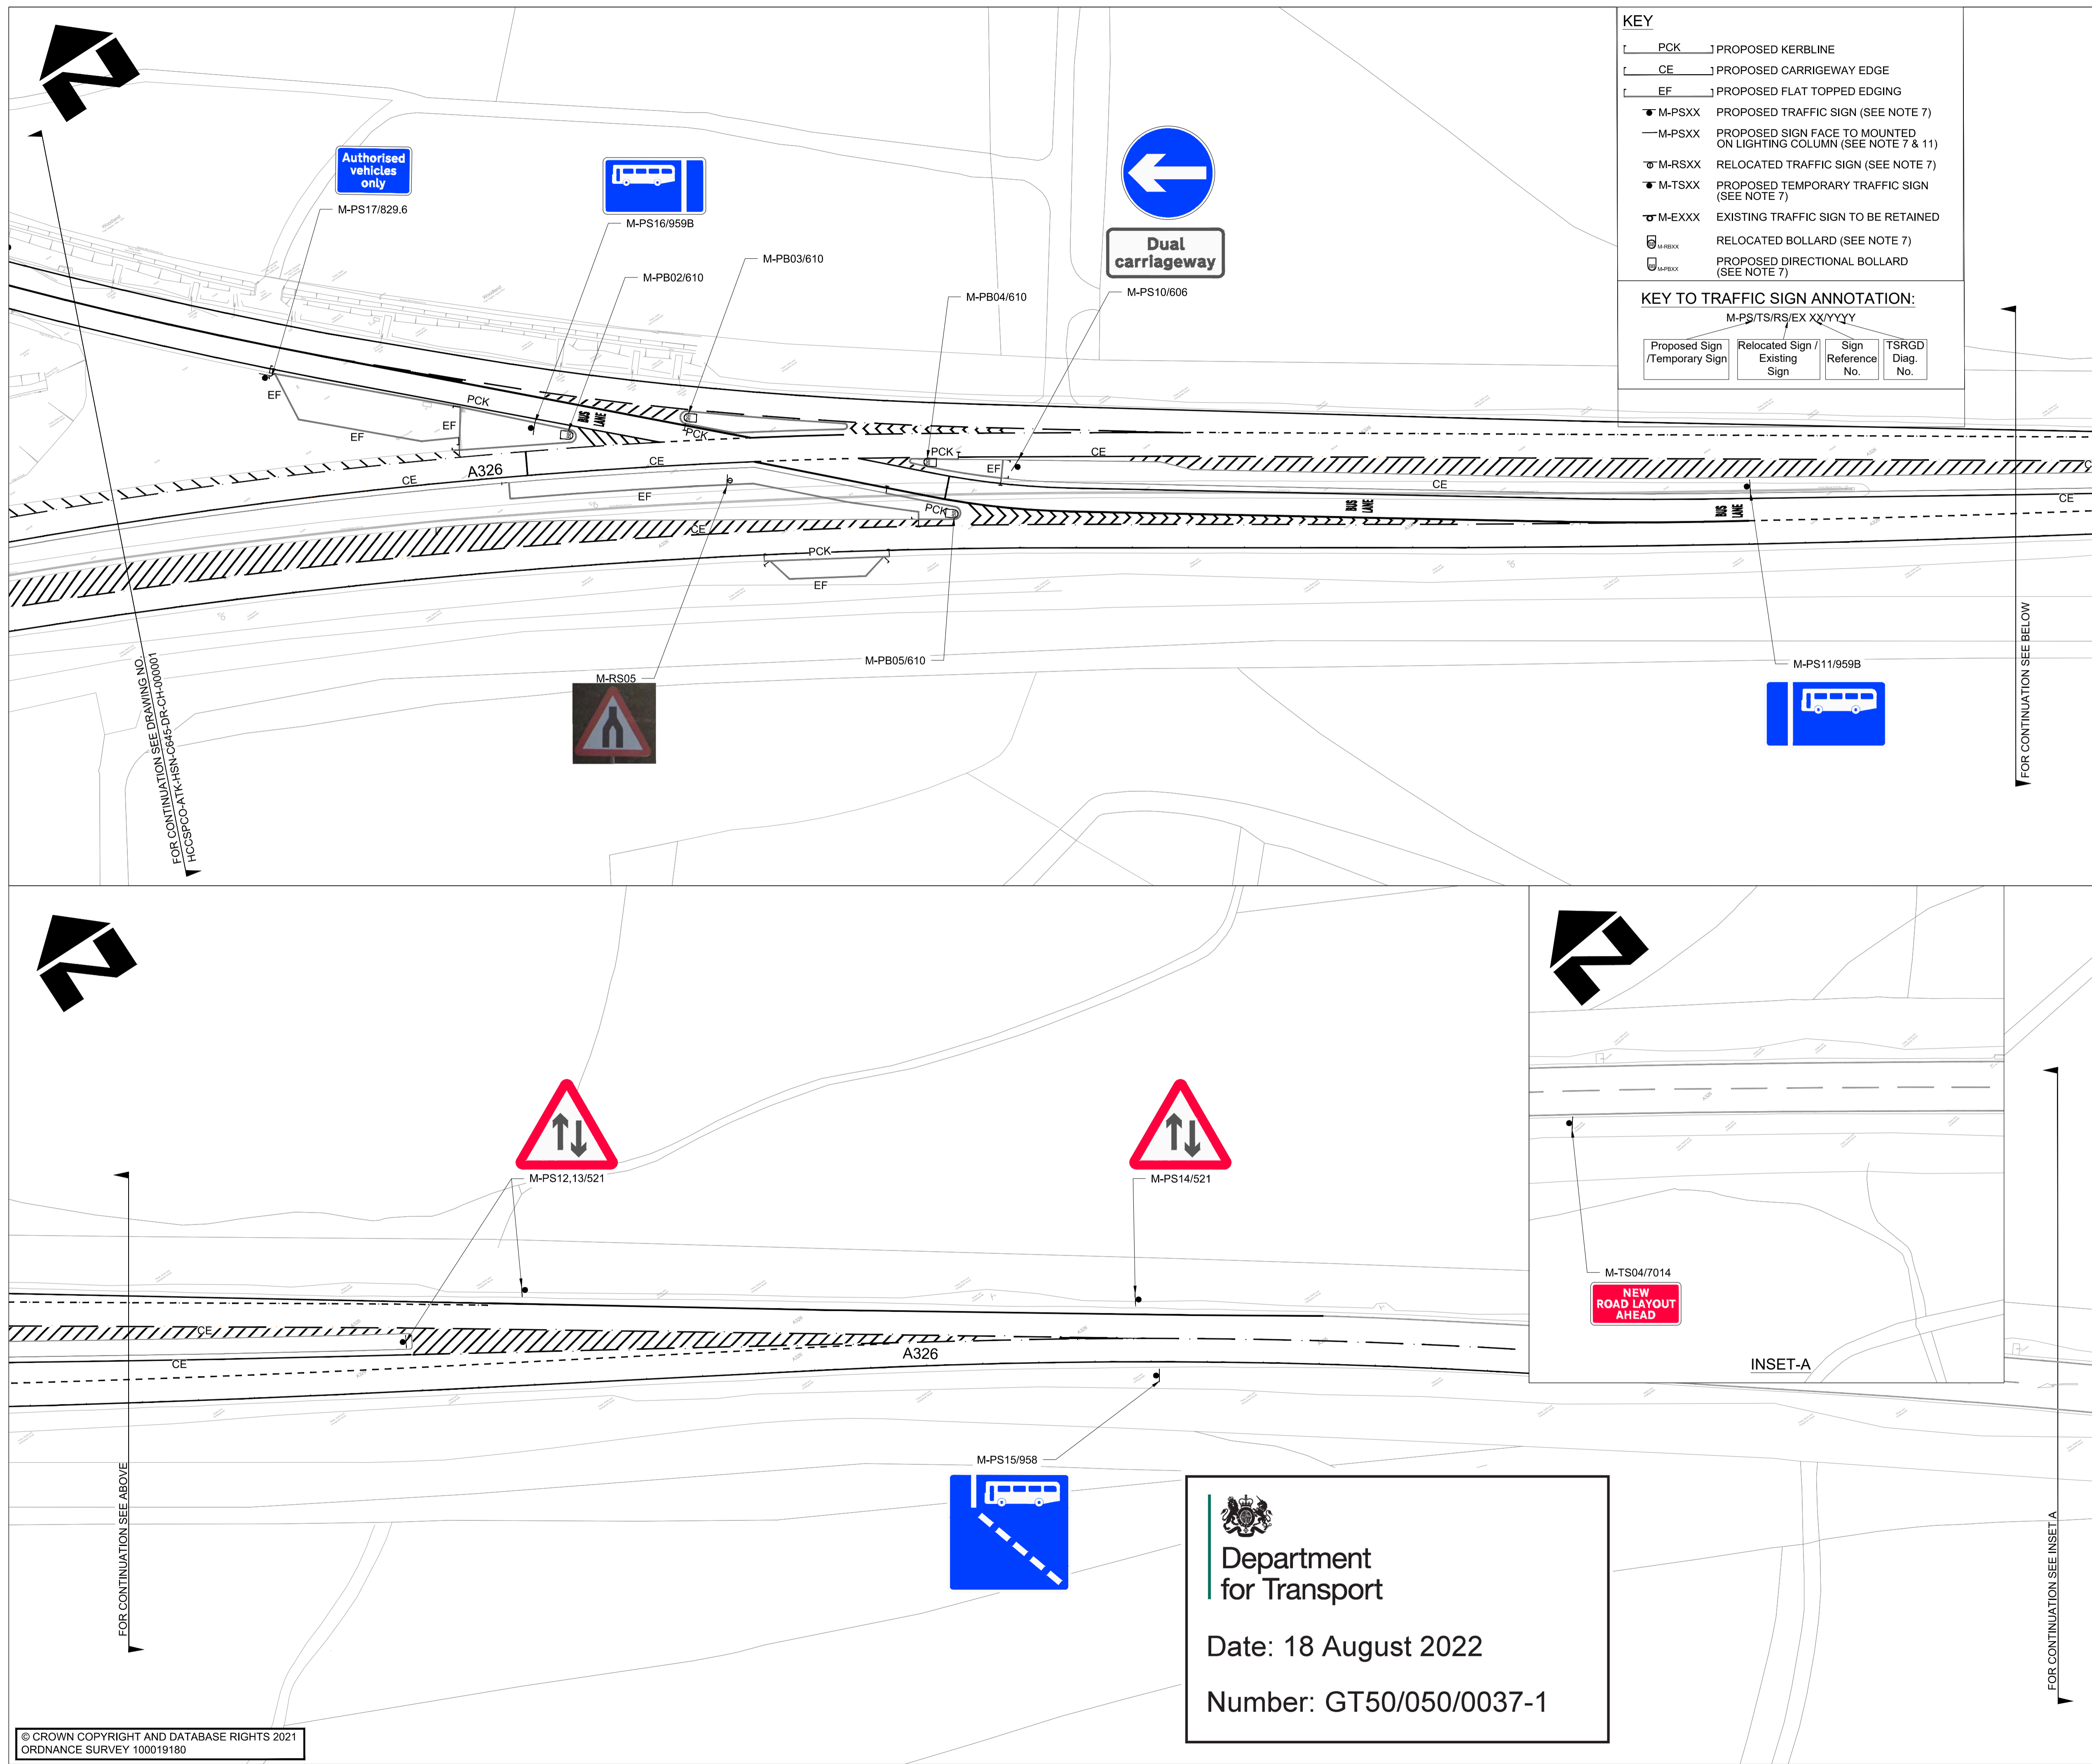 KEY
PCK PROPOSED KERBLINE
CE PROPOSED CARRIGEWAY EDGE
EF PROPOSED FLAT TOPPED EDGING
M-PSXX PROPOSED TRAFFIC SIGN (SEE NOTE 7)
M-PSXX PROPOSED SIGN FACE TO MOUNTED
ON LIGHTING COLUMN (SEE NOTE 7 & 11)
M-RSXX RELOCATED TRAFFIC SIGN (SEE NOTE 7)
M-TSXX PROPOSED TEMPORARY TRAFFIC SIGN
(SEE NOTE 7)
M-EXXX EXISTING TRAFFIC SIGN TO BE RETAINED
M-RBXX RELOCATED BOLLARD (SEE NOTE 7)
M-PBXX PROPOSED DIRECTIONAL BOLLARD
(SEE NOTE 7)
KEY TO TRAFFIC SIGN ANNOTATION:
M-PS/TS/RS/EX XX/YYYY
Proposed Sign
/Temporary Sign
Relocated Sign /
Existing
Sign
Sign
Reference
No.
TSRGD
Diag.
No.
Authorised
vehicles
only
M-PS17/829.6
M-PS16/959B
M-PB02/610
M-PB03/610
Dual
carriageway
M-PB04/610
M-PS10/606
EF
EF
PCK
EF
BUS
LANE
PCK
A326
CE
CE
EF
PCK
CE
EF
CE
CE
CE
PCK
BUS
LANE
BUS
LANE
CE
PCK
EF
M-PB05/610
M-RS05
M-PS11/959B
FOR CONTINUATION SEE DRAWING NO.
HCCSPCO-ATK-HSN-C645-DR-CH-000001
FOR CONTINUATION SEE BELOW
M-PS12,13/521
M-PS14/521
CE
CE
A326
M-PS15/958
FOR CONTINUATION SEE ABOVE
M-TS04/7014
NEW
ROAD LAYOUT
AHEAD
INSET-A
FOR CONTINUATION SEE INSET A
Department
for Transport
Date: 18 August 2022
Number: GT50/050/0037-1
© CROWN COPYRIGHT AND DATABASE RIGHTS 2021
ORDNANCE SURVEY 100019180